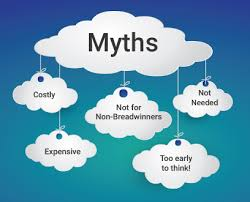 Myths
Costly
Not for
Non-Breadwinners
Not
Needed
Expensive
Too early
to think!